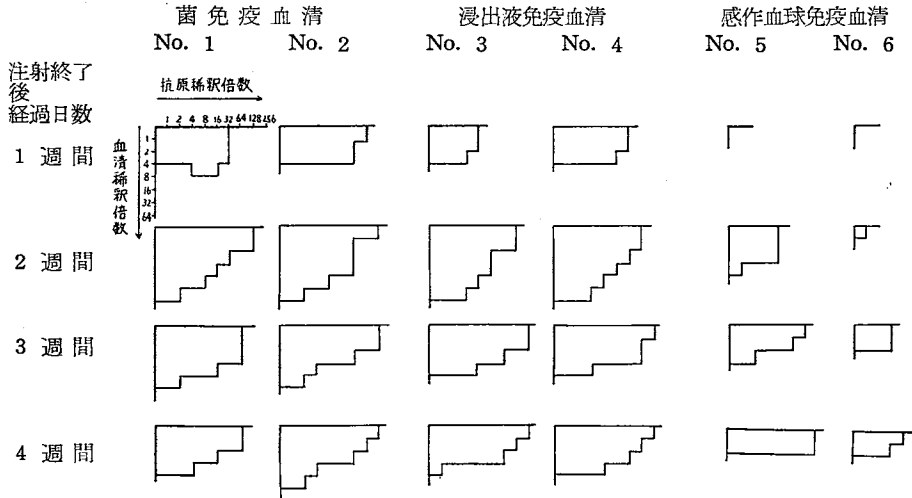 菌免疫血清 浸出液免疫血清 感作血球免疫血清
No. 1 No. 2 No. 3 No. 4 No. 5 No. 6
注射終了
後
経過日数
抗原稀釈倍数
1 2 4 8 16 32 64 128 256
血清稀釈倍数
1
2
4
8
16
32
64
1週間
2週間
3週間
4週間